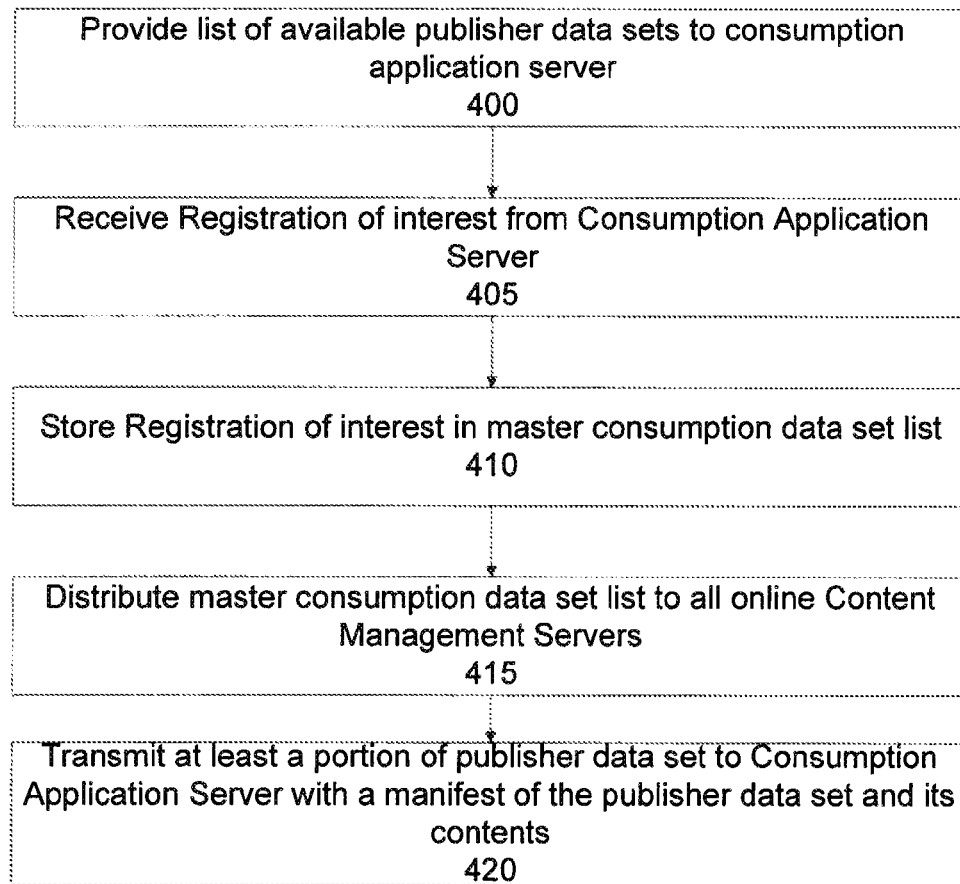 Provide list of available publisher data sets to consumption
application server
400
Receive Registration of interest from Consumption Application
Server
405
Store Registration of interest in master consumption data set list
410
Distribute master consumption data set list to all online Content
Management Servers
415
Transmit at least a portion of publisher data set to Consumption
Application Server with a manifest of the publisher data set and its
contents
420